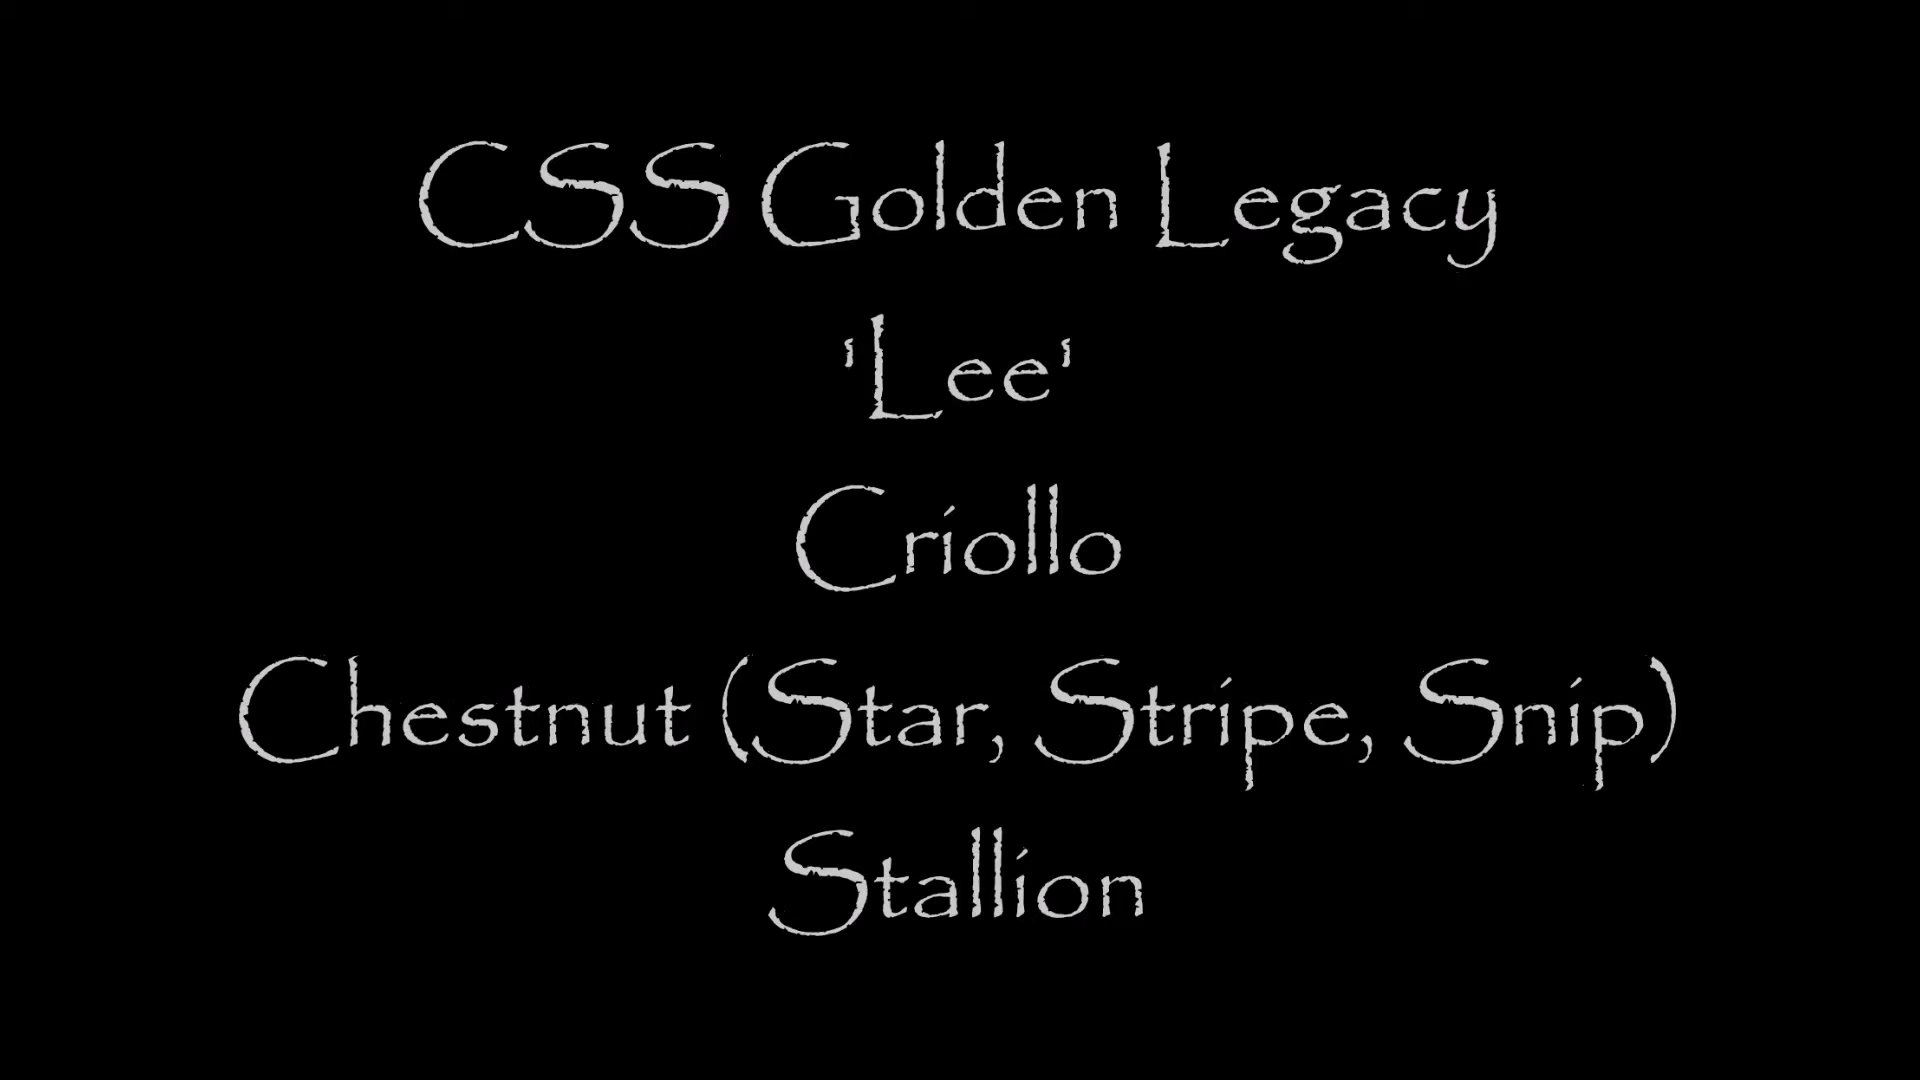 CSS Golden Legacy
'Lee'
Criollo
Chestnut (Star, Stripe, Snip)
Stallion